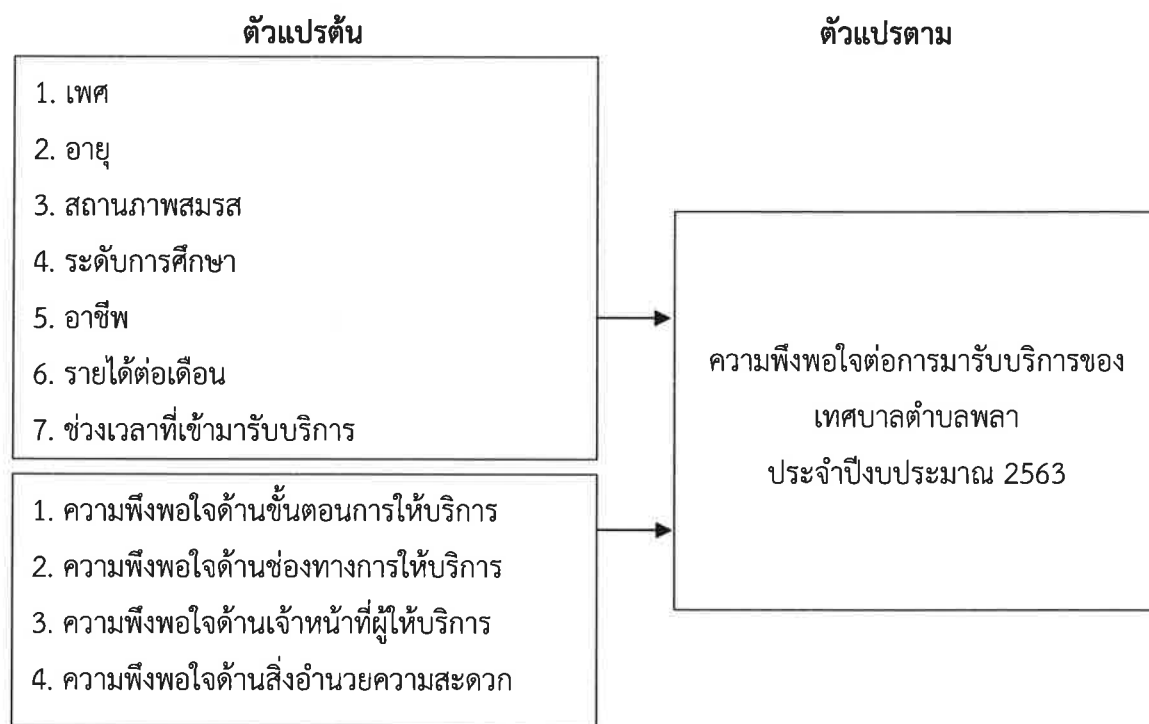 ตัวแปรต้น
1. เพศ
2. อายุ
3. สถานภาพสมรส
4. ระดับการศึกษา
5. อาชีพ
6. รายได้ต่อเดือน
7. ช่วงเวลาที่เข้ามารับบริการ
1. ความพึงพอใจด้านขั้นตอนการให้บริการ
2. ความพึงพอใจด้านช่องทางการให้บริการ
3. ความพึงพอใจด้านเจ้าหน้าที่ผู้ให้บริการ
4. ความพึงพอใจด้านสิ่งอำนวยความสะดวก
ตัวแปรตาม
ความพึงพอใจต่อการมารับบริการของ
เทศบาลตำบลพลา
ประจำปีงบประมาณ 2563